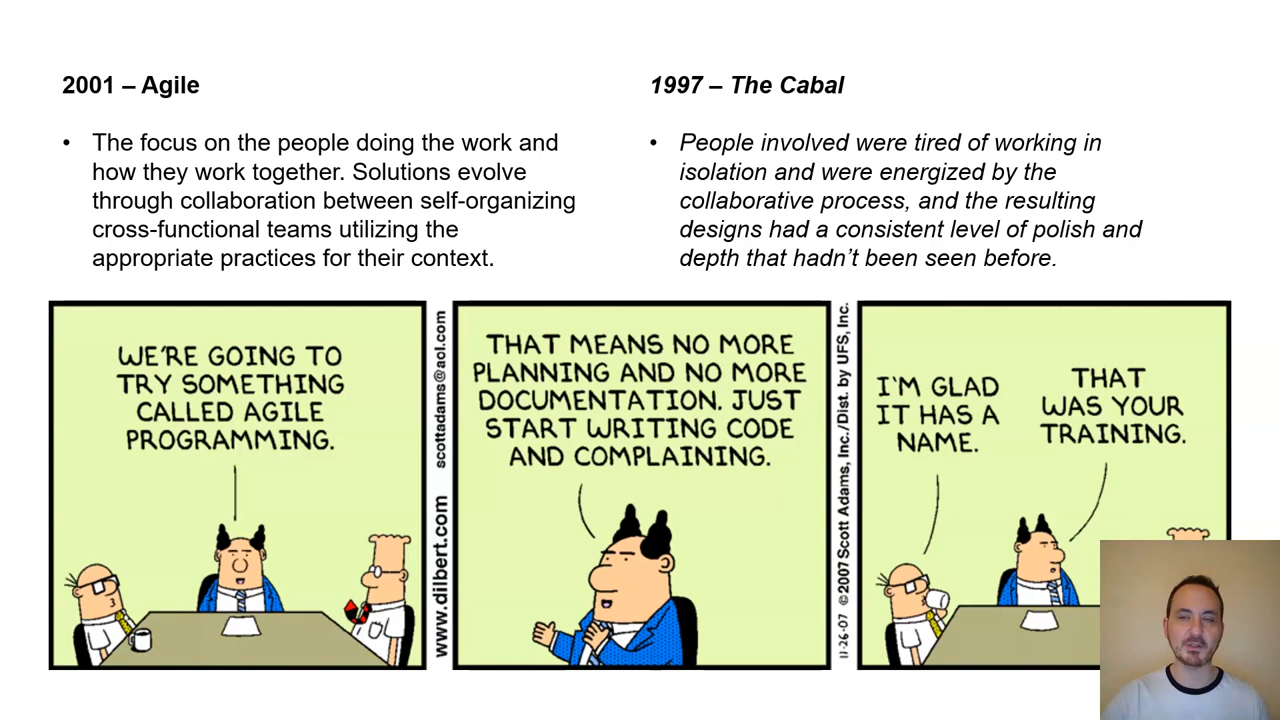 2001 – Agile
• The focus on the people doing the work and
how they work together. Solutions evolve
through collaboration between self-organizing
cross-functional teams utilizing the
appropriate practices for their context.
1997 – The Cabal
• People involved were tired of working in
isolation and were energized by the
collaborative process, and the resulting
designs had a consistent level of polish and
depth that hadn't been seen before.
WE'RE GOING TO
TRY SOMETHING
CALLED AGILE
PROGRAMMING.
www.dilbert.com scottadams@aol.com
THAT MEANS NO MORE
PLANNING AND NO MORE
DOCUMENTATION. JUST
START WRITING CODE
AND COMPLAINING.
11-26-07 ©2007 Scott Adams, Inc./Dist. by UFS, Inc.
I'M GLAD
IT HAS A
NAME.
THAT
WAS YOUR
TRAINING.